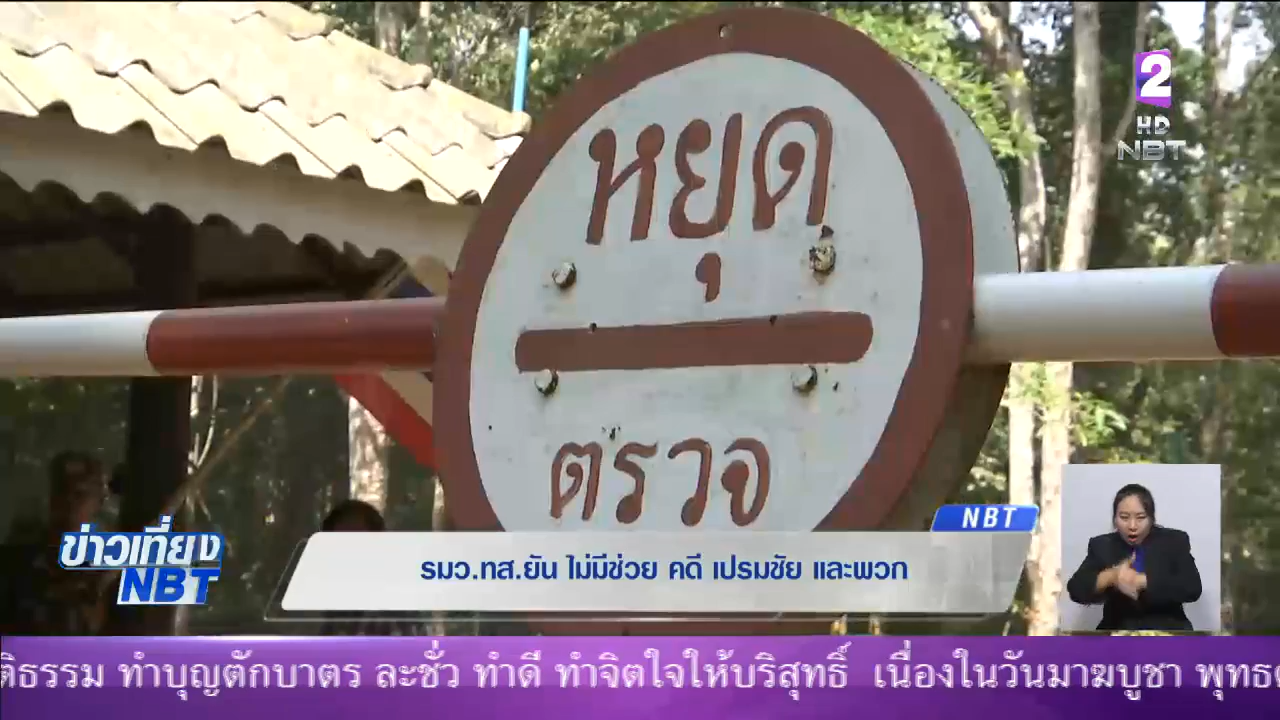 2
HD
NBT
หยุด
ตรวจ
NBT
ข่าวเที่ยง
NBT
รมว.ทส.ยัน ไม่มีช่วย คดี เปรมชัย และพวก
ติธรรม ทำบุญตักบาตร ละชั่ว ทำดี ทำจิตใจให้บริสุทธิ์ เนื่องในวันมาฆบูชา พุทธ